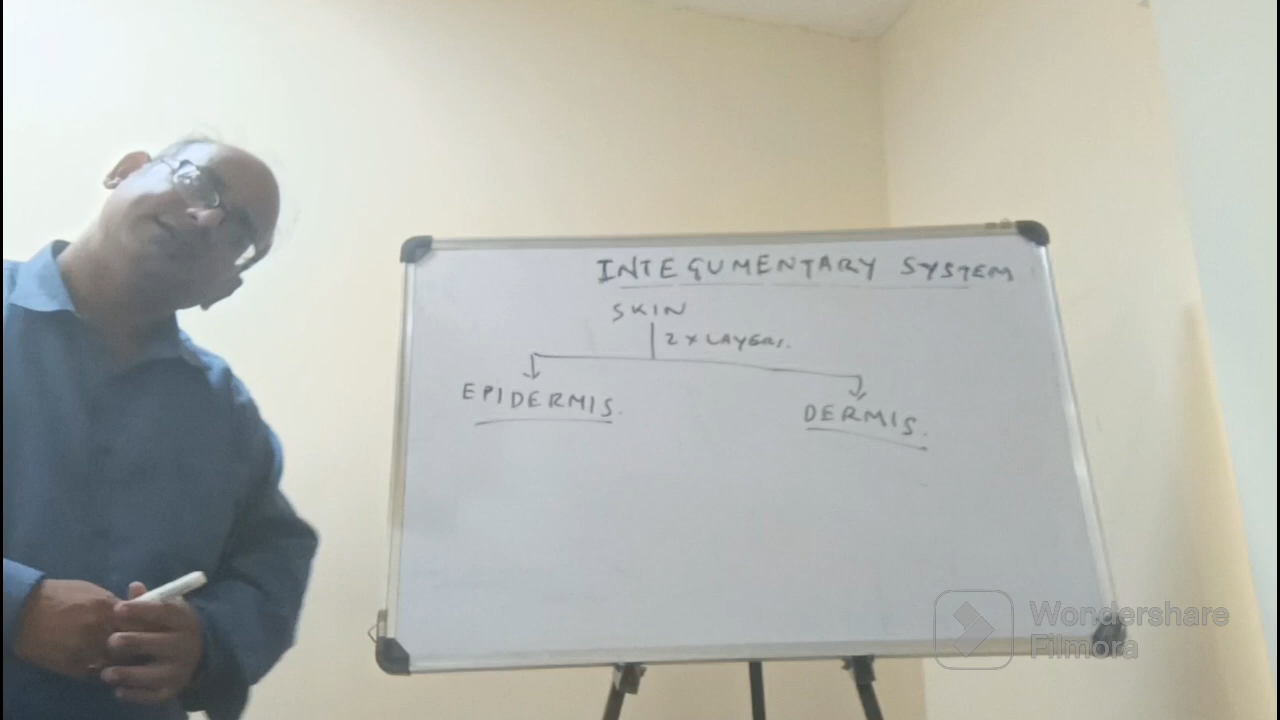 INTEGUMENTARY SYSTEM
SKIN
2 x LAYERS.
EPIDERMIS.
DERMIS.
Wondershare
Filmora